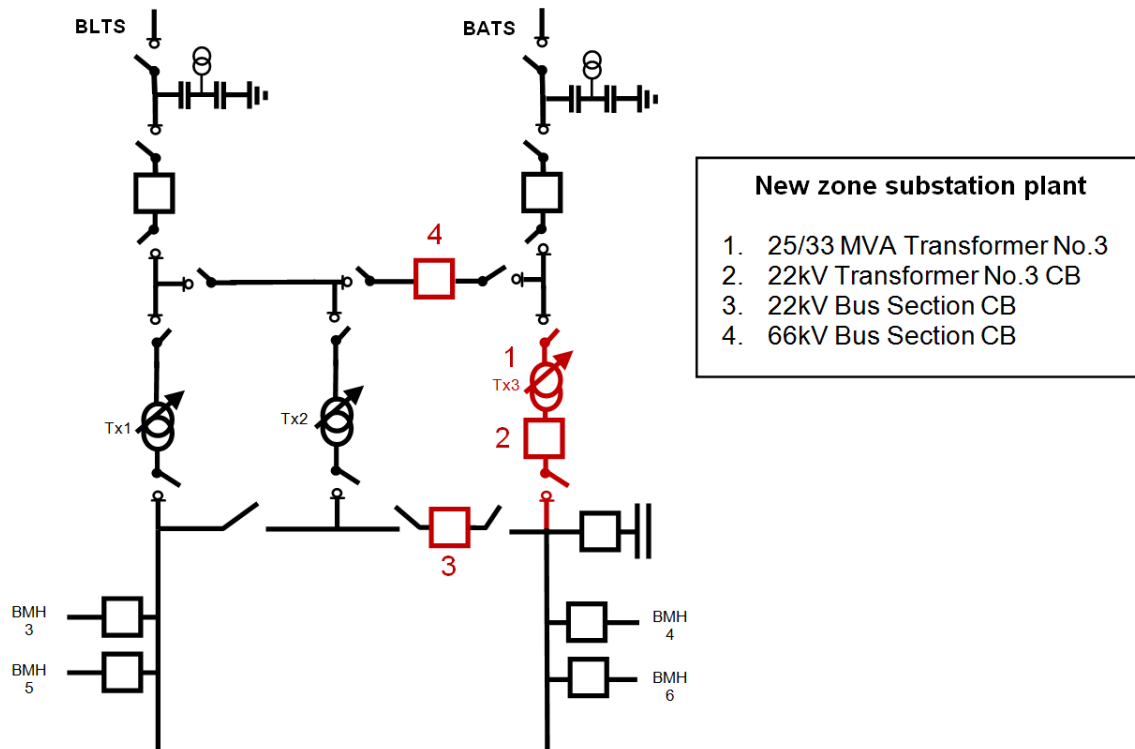 BLTS
BATS
4
New zone substation plant
1. 25/33 MVA Transformer No.3
2. 22kV Transformer No.3 CB
3. 22kV Bus Section CB
4. 66kV Bus Section CB
1
Tx3
Tx1
Tx2
2
3
BMH
3
BMH
4
BMH
5
BMH
6